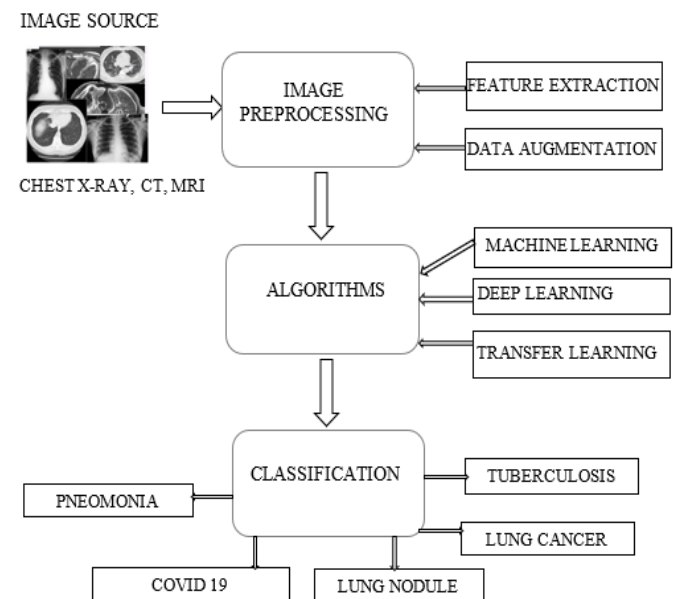 IMAGE SOURCE
IMAGE
PREPROCESSING
FEATURE EXTRACTION
DATA AUGMENTATION
CHEST X-RAY, CT, MRI
ALGORITHMS
MACHINE LEARNING
DEEP LEARNING
TRANSFER LEARNING
CLASSIFICATION
TUBERCULOSIS
PNEOMONIA
LUNG CANCER
COVID 19
LUNG NODULE